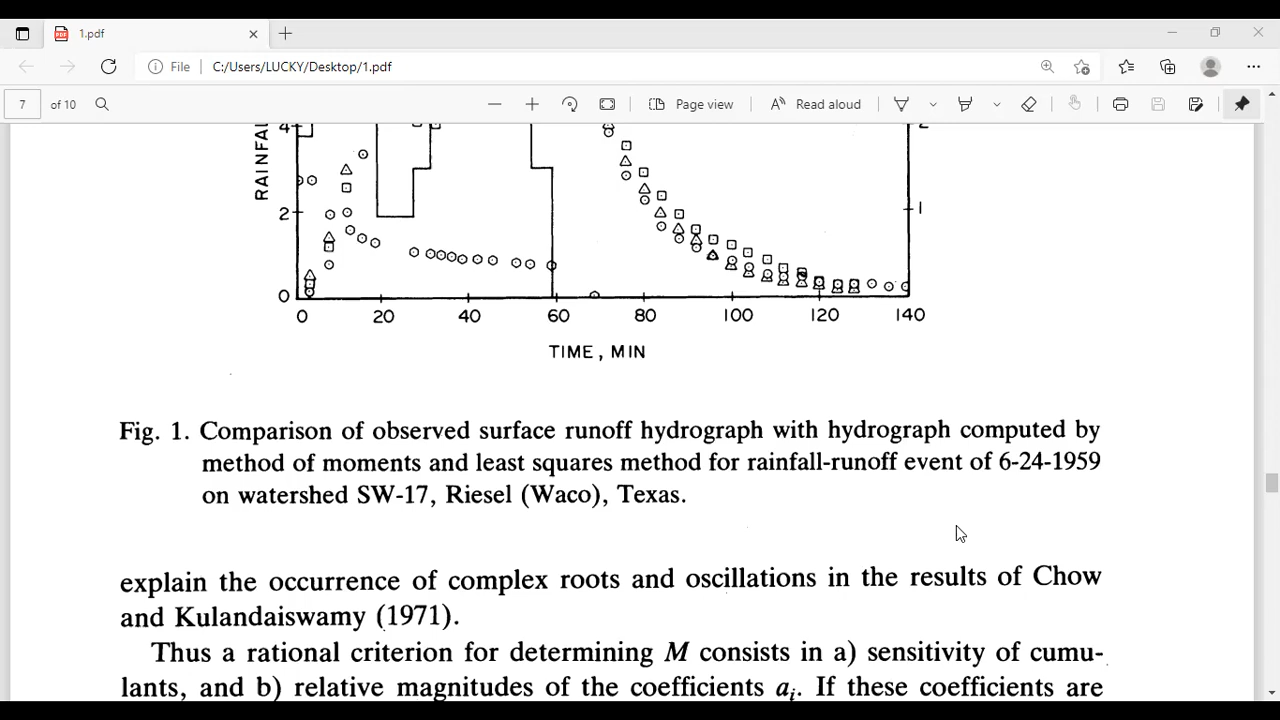 1.pdf
File C:/Users/LUCKY/Desktop/1.pdf
7 of 10 Page view Read aloud
4
RAINFA
2
0
1
0 20 40 60 80 100 120 140
TIME, MIN
Fig. 1. Comparison of observed surface runoff hydrograph with hydrograph computed by
method of moments and least squares method for rainfall-runoff event of 6-24-1959
on watershed SW-17, Riesel (Waco), Texas.
explain the occurrence of complex roots and oscillations in the results of Chow
and Kulandaiswamy (1971).
Thus a rational criterion for determining M consists in a) sensitivity of cumu-
lants, and b) relative magnitudes of the coefficients aᵢ. If these coefficients are